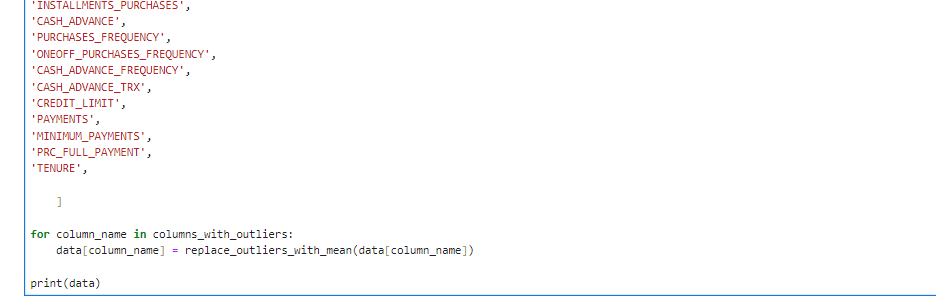 'INSTALLMENTS_PURCHASES',
'CASH_ADVANCE',
'PURCHASES_FREQUENCY',
'ONEOFF_PURCHASES_FREQUENCY',
'CASH_ADVANCE_FREQUENCY',
'CASH_ADVANCE_TRX',
'CREDIT_LIMIT',
'PAYMENTS',
'MINIMUM_PAYMENTS',
'PRC_FULL_PAYMENT',
'TENURE',
]
for column_name in columns_with_outliers:
    data[column_name] = replace_outliers_with_mean(data[column_name])
print(data)